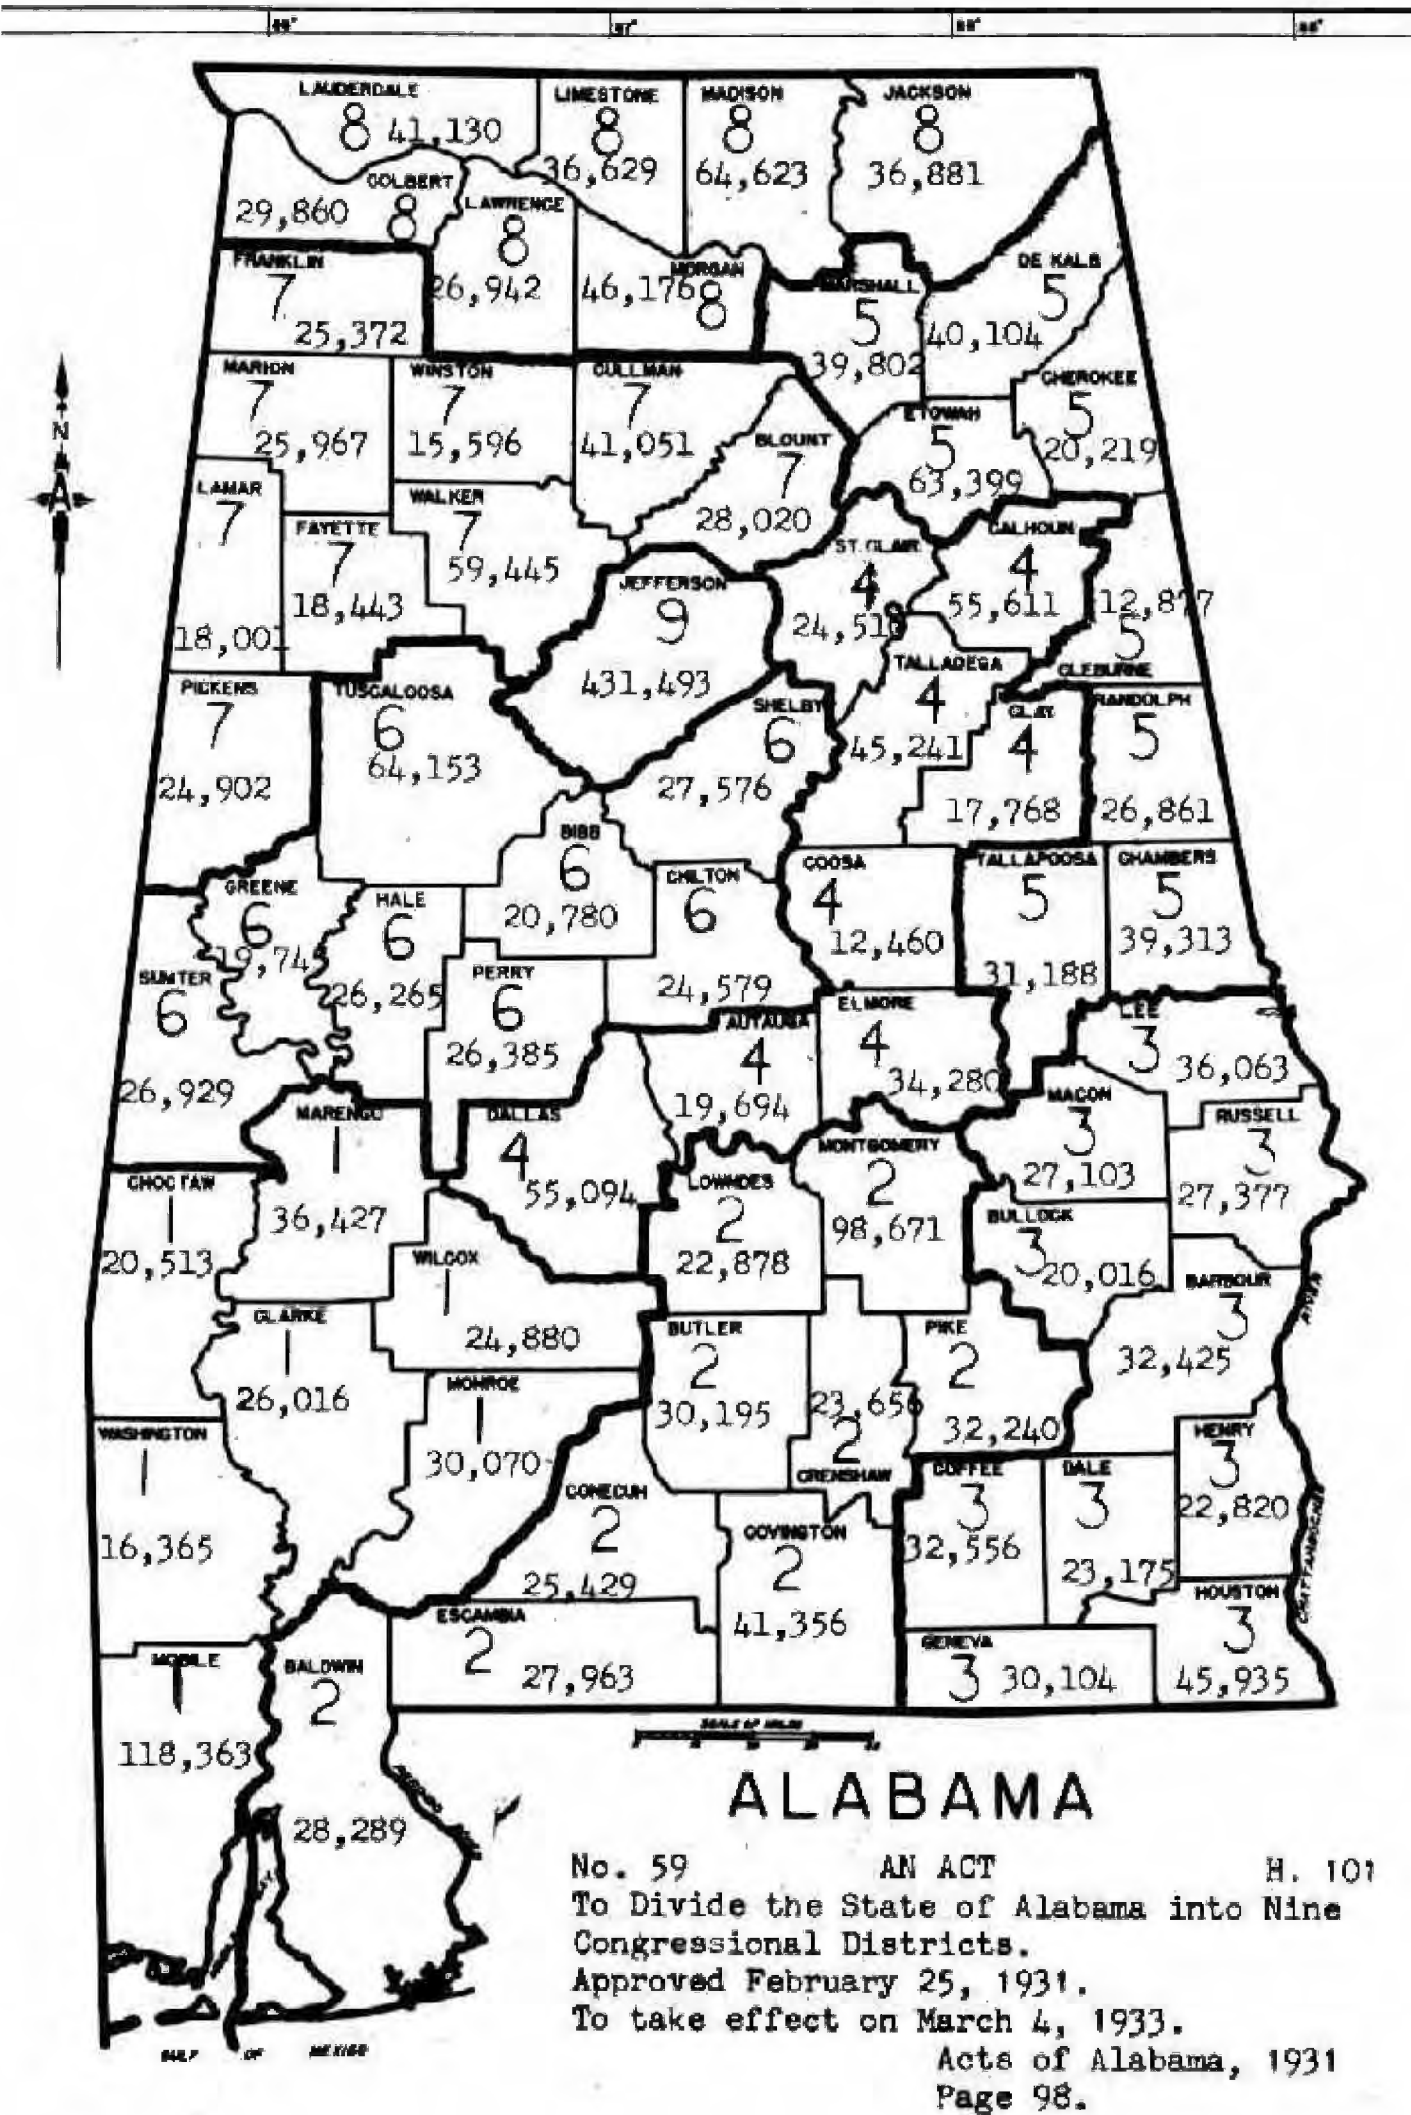 LAUDERDALE
8 41,130
LIMESTONE
8
36,629
MADISON
8
64,623
JACKSON
8
36,881
COLBERT
29,860 8
LAWRENCE
8
26,942
MORGAN
46,176 8
FRANKLIN
7
25,372
MARSHALL
5
39,802
DE KALB
5
40,104
MARION
7
25,967
WINSTON
7
15,596
CULLMAN
7
41,051
BLOUNT
7
28,020
ETOWAH
5
63,399
CHEROKEE
5
20,219
LAMAR
7
18,001
FAYETTE
7
18,443
WALKER
7
59,445
JEFFERSON
9
431,493
ST. CLAIR
4
CALHOUN
4
55,611
12,877
5
CLEBURNE
PICKENS
7
24,902
TUSCALOOSA
6
64,153
SHELBY
6
27,576
TALLADEGA
4
45,241
CLAY
4
17,768
RANDOLPH
5
26,861
BIBB
6
20,780
CHILTON
6
24,579
COOSA
4
12,460
TALLAPOOSA
5
31,188
CHAMBERS
5
39,313
GREENE
6
19,74
HALE
6
26,265
SUMTER
6
26,929
PERRY
6
26,385
AUTAUGA
4
19,694
ELMORE
4
34,280
LEE
3
36,063
MARENGO
1
36,427
DALLAS
4
55,094
LOWNDES
2
22,878
MONTGOMERY
2
98,671
MACON
3
27,103
RUSSELL
3
27,377
CHOCTAW
1
20,513
WILCOX
1
24,880
BULLOCK
3
20,016
BARBOUR
3
32,425
CLARKE
1
26,016
MONROE
1
30,070
BUTLER
2
30,195
23,656
2
CRENSHAW
PIKE
2
32,240
WASHINGTON
1
16,365
CONECUH
2
25,429
COVINGTON
2
41,356
COFFEE
3
32,556
DALE
3
23,175
HENRY
3
22,820
HOUSTON
3
45,935
GENEVA
3 30,104
ESCAMBIA
2 27,963
MOBILE
1
118,363
BALDWIN
2
28,289
RIVER
CHATTAHOOCHEE
N
SCALE OF MILES
ALABAMA
No. 59 AN ACT H. 101
To Divide the State of Alabama into Nine
Congressional Districts.
Approved February 25, 1931.
To take effect on March 4, 1933.
Acts of Alabama, 1931
Page 98.
GULF OF MEXICO